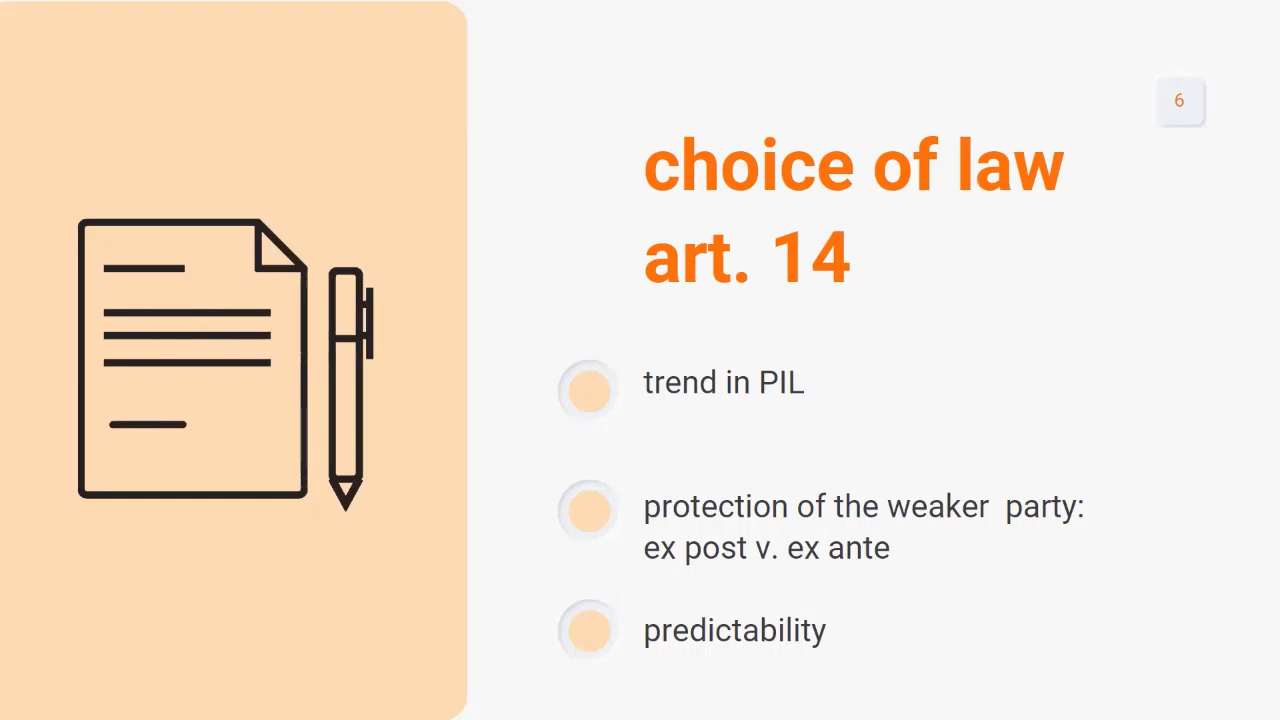 6
choice of law
art. 14
trend in PIL
protection of the weaker  party:
ex post v. ex ante
predictability